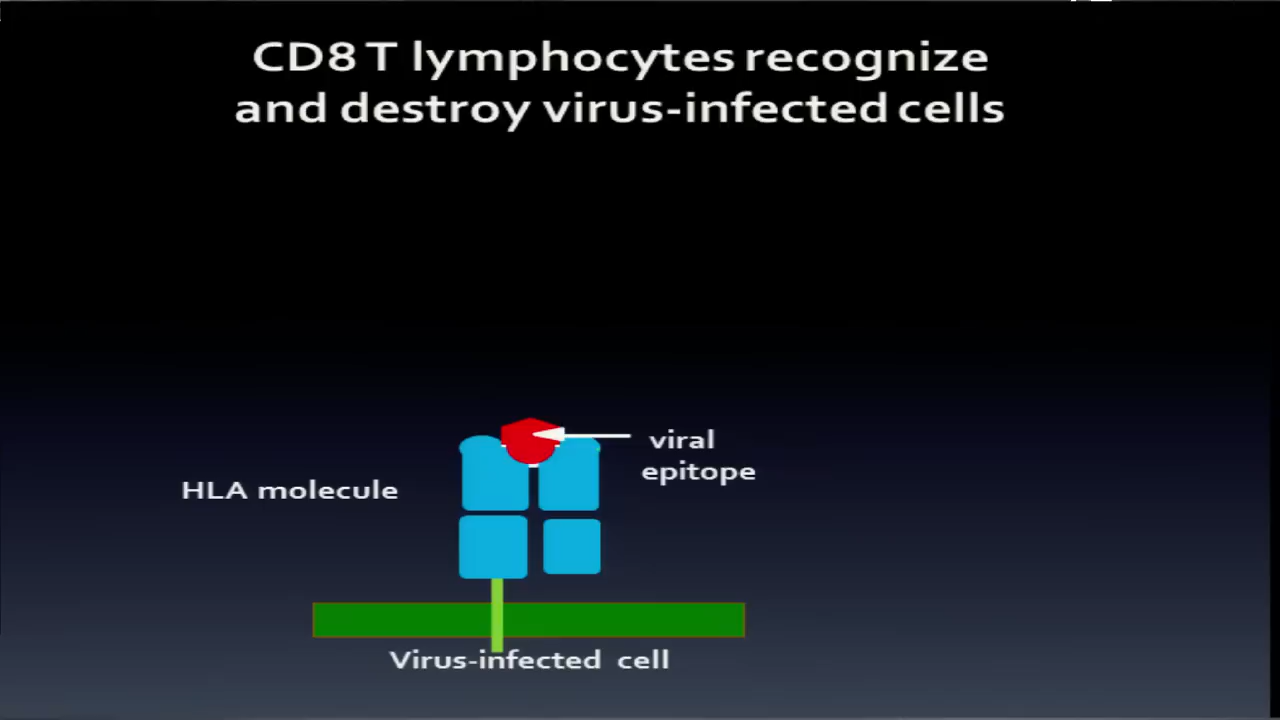 CD8 T lymphocytes recognize
and destroy virus-infected cells
viral
epitope
HLA molecule
Virus-infected cell